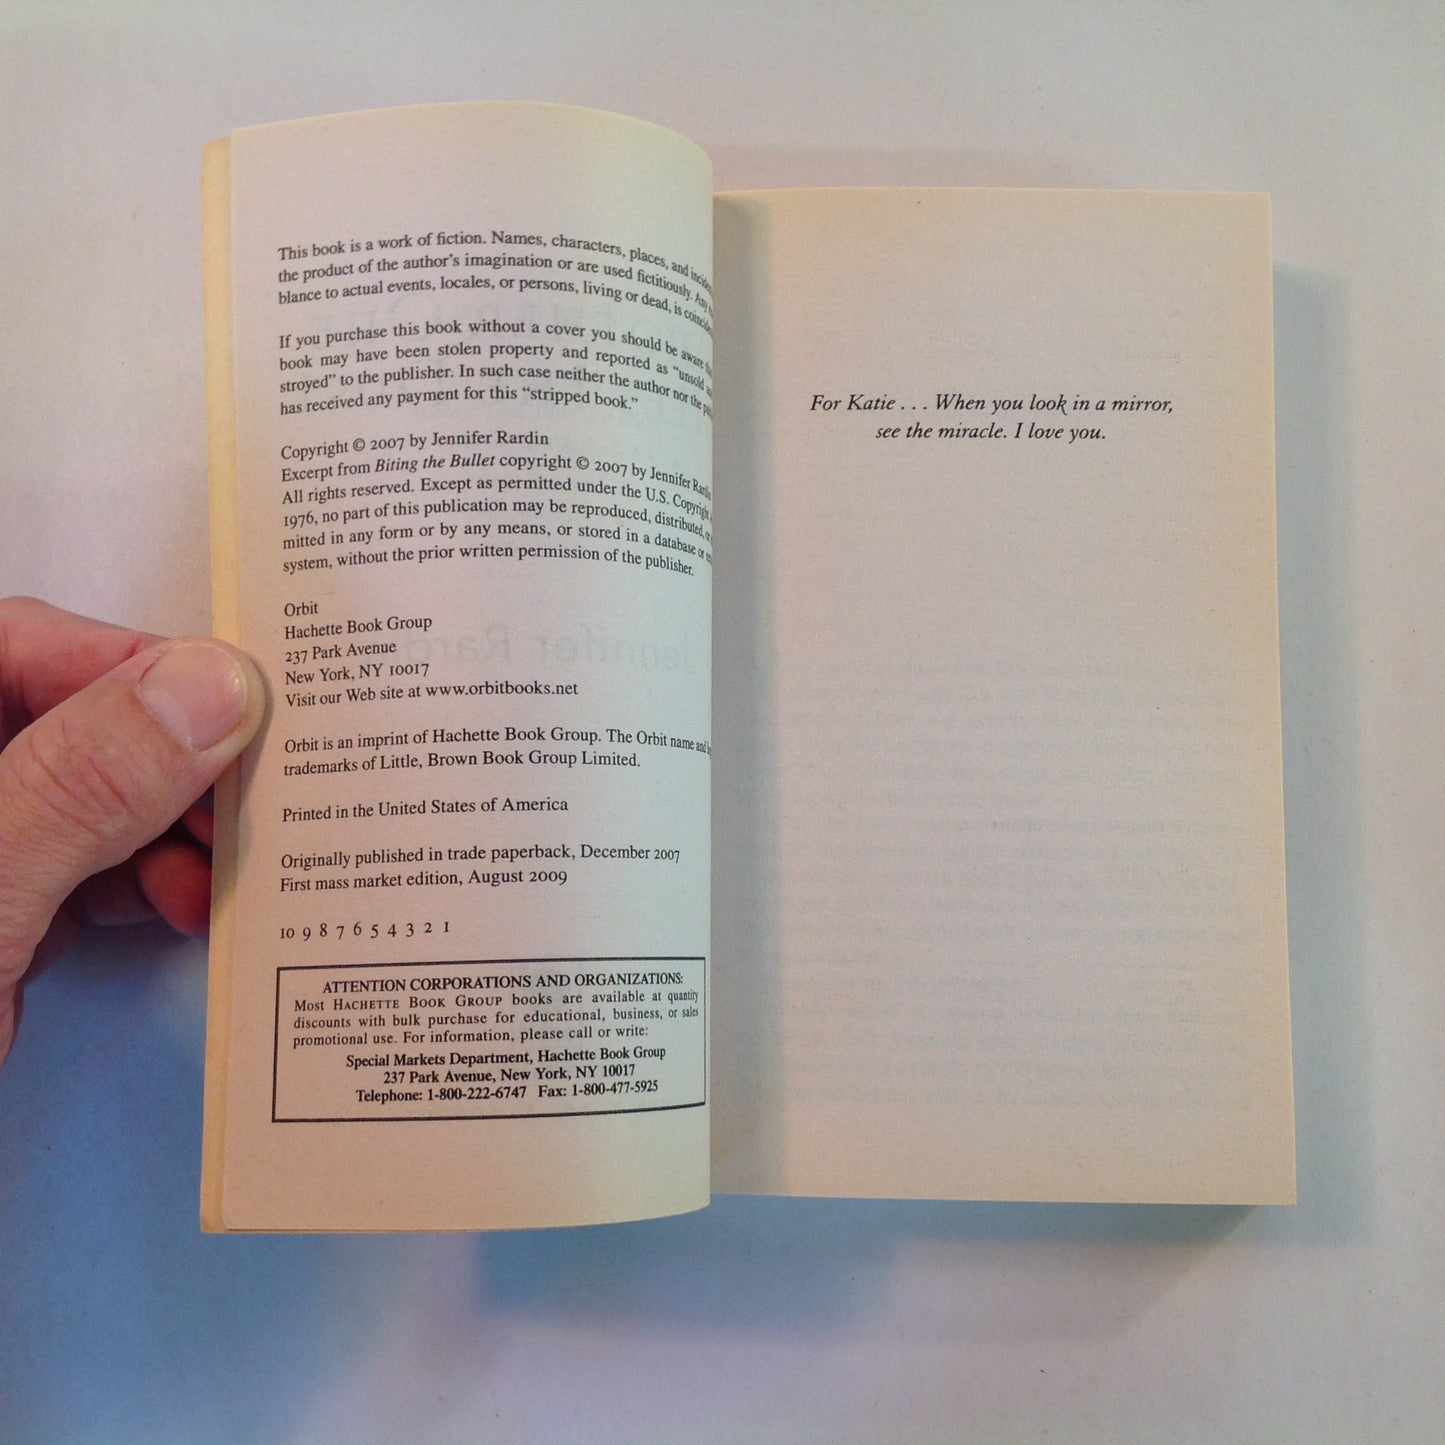 This book is a work of fiction. Names, characters, places, and
the product of the author's imagination or are used fictitiously. Any
blance to actual events, locales, or persons, living or dead, is
If you purchase this book without a cover you should be aware
book may have been stolen property and reported as "unsold
stroyed" to the publisher. In such case neither the author nor the
has received any payment for this "stripped book."
Copyright © 2007 by Jennifer Rardin
Excerpt from Biting the Bullet copyright © 2007 by Jennifer
All rights reserved. Except as permitted under the U.S. Copyright
1976, no part of this publication may be reproduced, distributed, or
mitted in any form or by any means, or stored in a database or
system, without the prior written permission of the publisher.
Orbit
Hachette Book Group
237 Park Avenue
New York, NY 10017
Visit our Web site at www.orbitbooks.net
Orbit is an imprint of Hachette Book Group. The Orbit name and
trademarks of Little, Brown Book Group Limited.
Printed in the United States of America
Originally published in trade paperback, December 2007
First mass market edition, August 2009
10 9 8 7 6 5 4 3 2 1
ATTENTION CORPORATIONS AND ORGANIZATIONS:
Most HACHETTE BOOK GROUP books are available at quantity
discounts with bulk purchase for educational, business, or sales
promotional use. For information, please call or write:
Special Markets Department, Hachette Book Group
237 Park Avenue, New York, NY 10017
Telephone: 1-800-222-6747 Fax: 1-800-477-5925
For Katie . . . When you look in a mirror,
see the miracle. I love you.